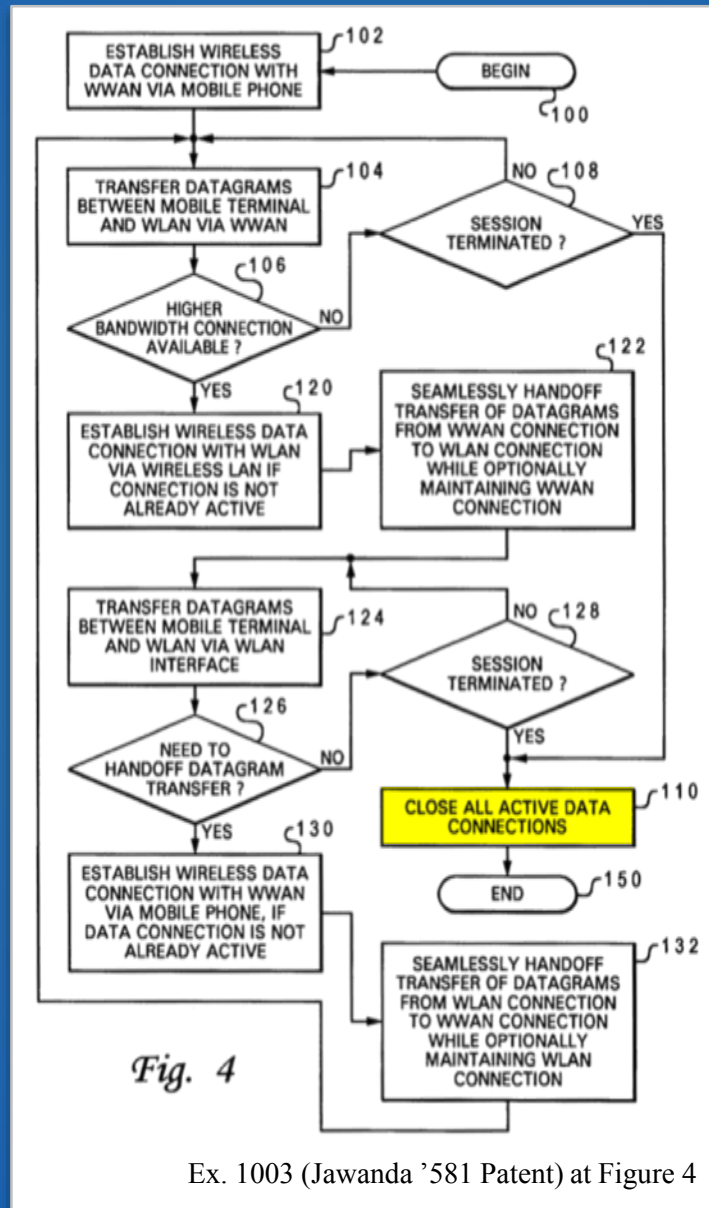 ESTABLISH WIRELESS
DATA CONNECTION WITH
WWAN VIA MOBILE PHONE
102
BEGIN
100
TRANSFER DATAGRAMS
BETWEEN MOBILE TERMINAL
AND WLAN VIA WWAN
104
NO
108
SESSION
TERMINATED ?
YES
106
HIGHER
BANDWIDTH CONNECTION
AVAILABLE ?
NO
YES
120
ESTABLISH WIRELESS DATA
CONNECTION WITH WLAN
VIA WIRELESS LAN IF
CONNECTION IS NOT
ALREADY ACTIVE
122
SEAMLESSLY HANDOFF
TRANSFER OF DATAGRAMS
FROM WWAN CONNECTION
TO WLAN CONNECTION
WHILE OPTIONALLY
MAINTAINING WWAN
CONNECTION
TRANSFER DATAGRAMS
BETWEEN MOBILE TERMINAL
AND WLAN VIA WLAN
INTERFACE
124
NO
128
SESSION
TERMINATED ?
YES
126
NEED TO
HANDOFF DATAGRAM
TRANSFER ?
NO
YES
CLOSE ALL ACTIVE DATA
CONNECTIONS
110
END
150
130
ESTABLISH WIRELESS DATA
CONNECTION WITH WWAN
VIA MOBILE PHONE, IF
DATA CONNECTION IS NOT
ALREADY ACTIVE
132
SEAMLESSLY HANDOFF
TRANSFER OF DATAGRAMS
FROM WLAN CONNECTION
TO WWAN CONNECTION
WHILE OPTIONALLY
MAINTAINING WLAN
CONNECTION
Fig. 4
Ex. 1003 (Jawanda ’581 Patent) at Figure 4